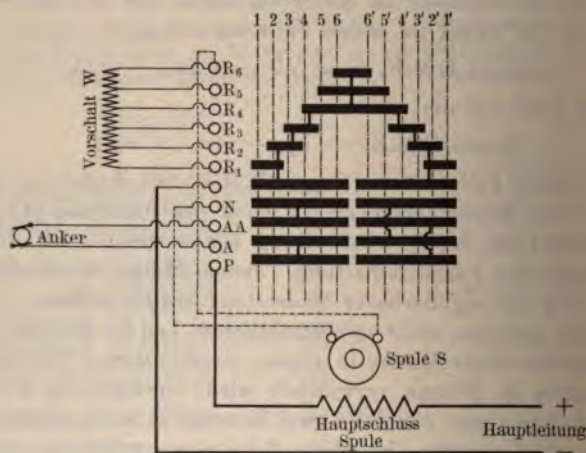 1 2 3 4 5 6 6' 5' 4' 3' 2' 1'
Vorschalt W
R6
R5
R4
R3
R2
R1
N
AA
Anker
A
P
Spule S
+
Hauptschluss
Spule
Hauptleitung
−